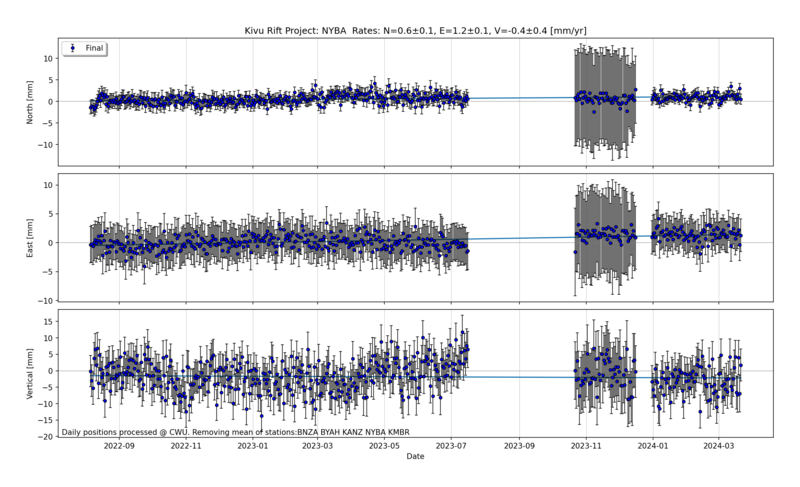 Kivu Rift Project: NYBA  Rates: N=0.6±0.1, E=1.2±0.1, V=-0.4±0.4 [mm/yr]
Final
North [mm]
10
5
0
−5
−10
East [mm]
10
5
0
−5
−10
Vertical [mm]
15
10
5
0
−5
−10
−15
−20
Daily positions processed @ CWU. Removing mean of stations:BNZA BYAH KANZ NYBA KMBR
2022-09 2022-11 2023-01 2023-03 2023-05 2023-07 2023-09 2023-11 2024-01 2024-03
Date